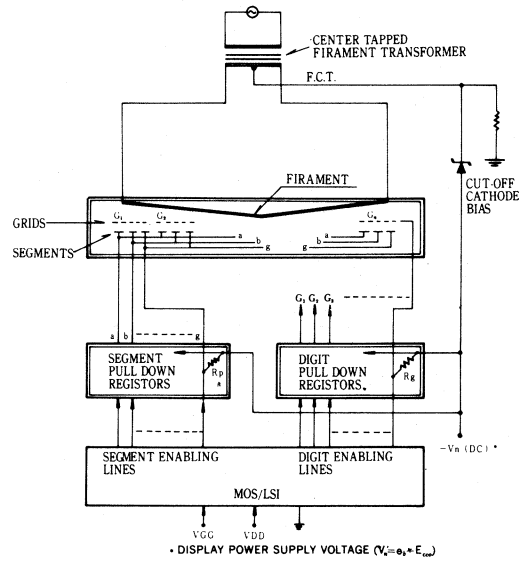 CENTER TAPPED
FIRAMENT TRANSFORMER
F.C.T.
FIRAMENT
CUT-OFF
CATHODE
BIAS
GRIDS
G₁
G₂
Gₙ
SEGMENTS
a
b
g
a
b
g
G₁ G₂ G₃
a b g
SEGMENT
PULL DOWN
REGISTORS
Rp
*
DIGIT
PULL DOWN
REGISTORS.
Rg
-Vn (DC) *
SEGMENT ENABLING
LINES
DIGIT ENABLING
LINES
MOS/LSI
VGG
VDD
* DISPLAY POWER SUPPLY VOLTAGE